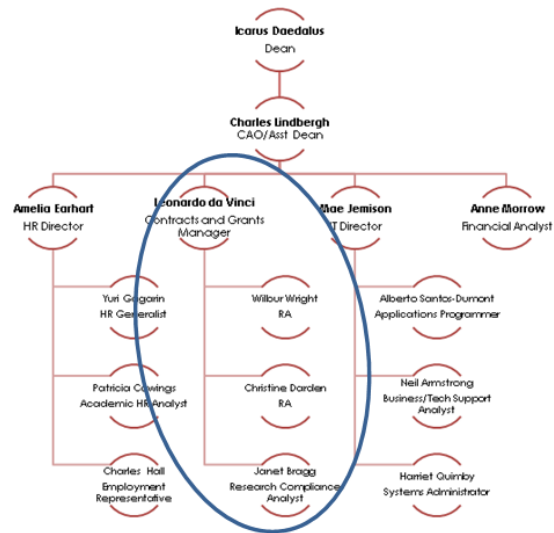 Icarus Daedalus
Dean
Charles Lindbergh
CAO/Asst Dean
Amelia Earhart
HR Director
Leonardo da Vinci
Contracts and Grants
Manager
Mae Jemison
IT Director
Anne Morrow
Financial Analyst
Yuri Gagarin
HR Generalist
Wilbur Wright
RA
Alberto Santos-Dumont
Applications Programmer
Patricia Cowings
Academic HR Analyst
Christine Darden
RA
Neil Armstrong
Business/Tech Support
Analyst
Charles Hall
Employment
Representative
Janet Bragg
Research Compliance
Analyst
Harriet Quimby
Systems Administrator